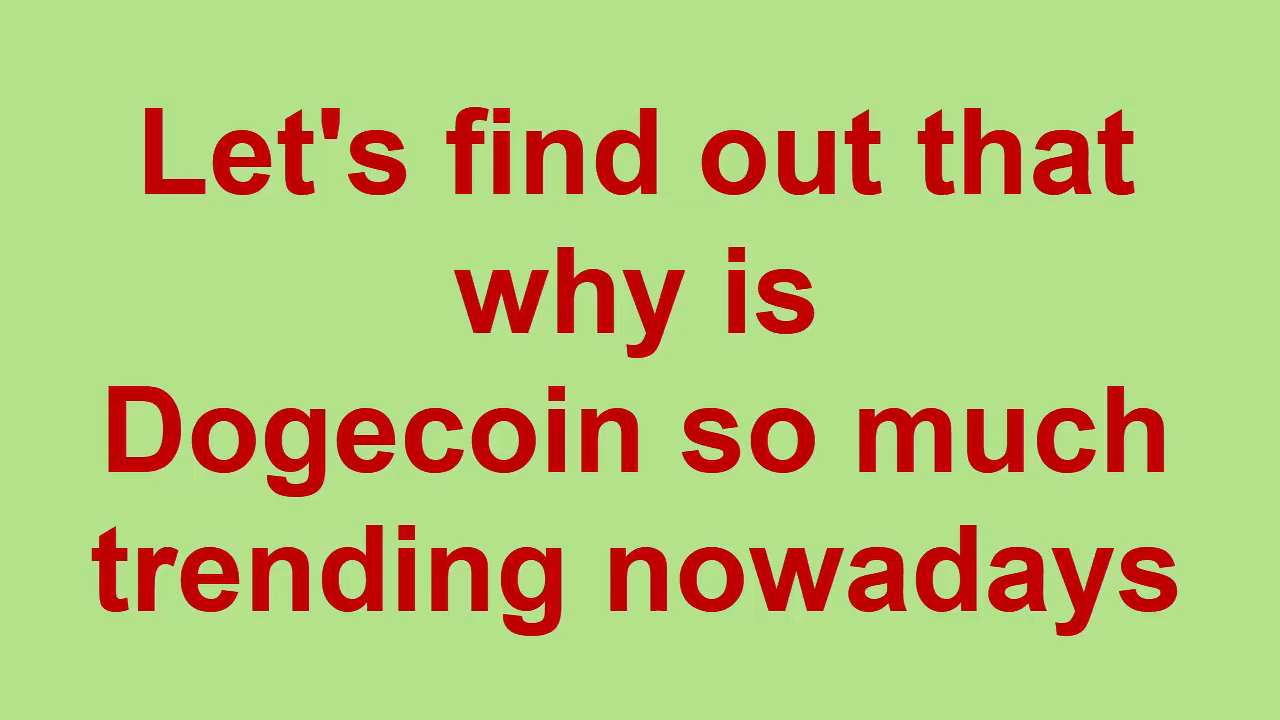 Let's find out that
why is
Dogecoin so much
trending nowadays